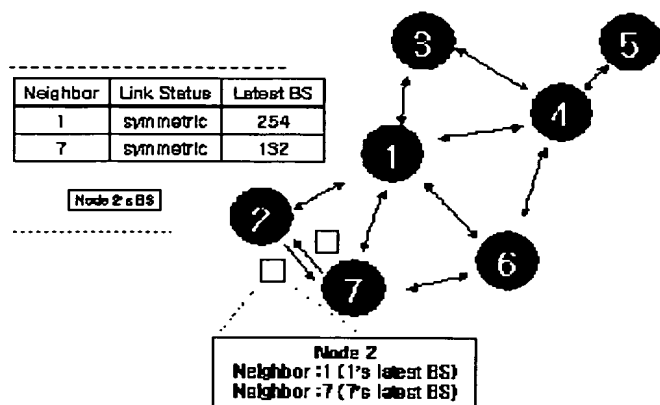 3
5
Neighbor Link Status Latest BS
1 symmetric 254
7 symmetric 132
4
1
Node 2's BS
2
6
7
Node 2
Neighbor :1 (1's latest BS)
Neighbor :7 (7's latest BS)